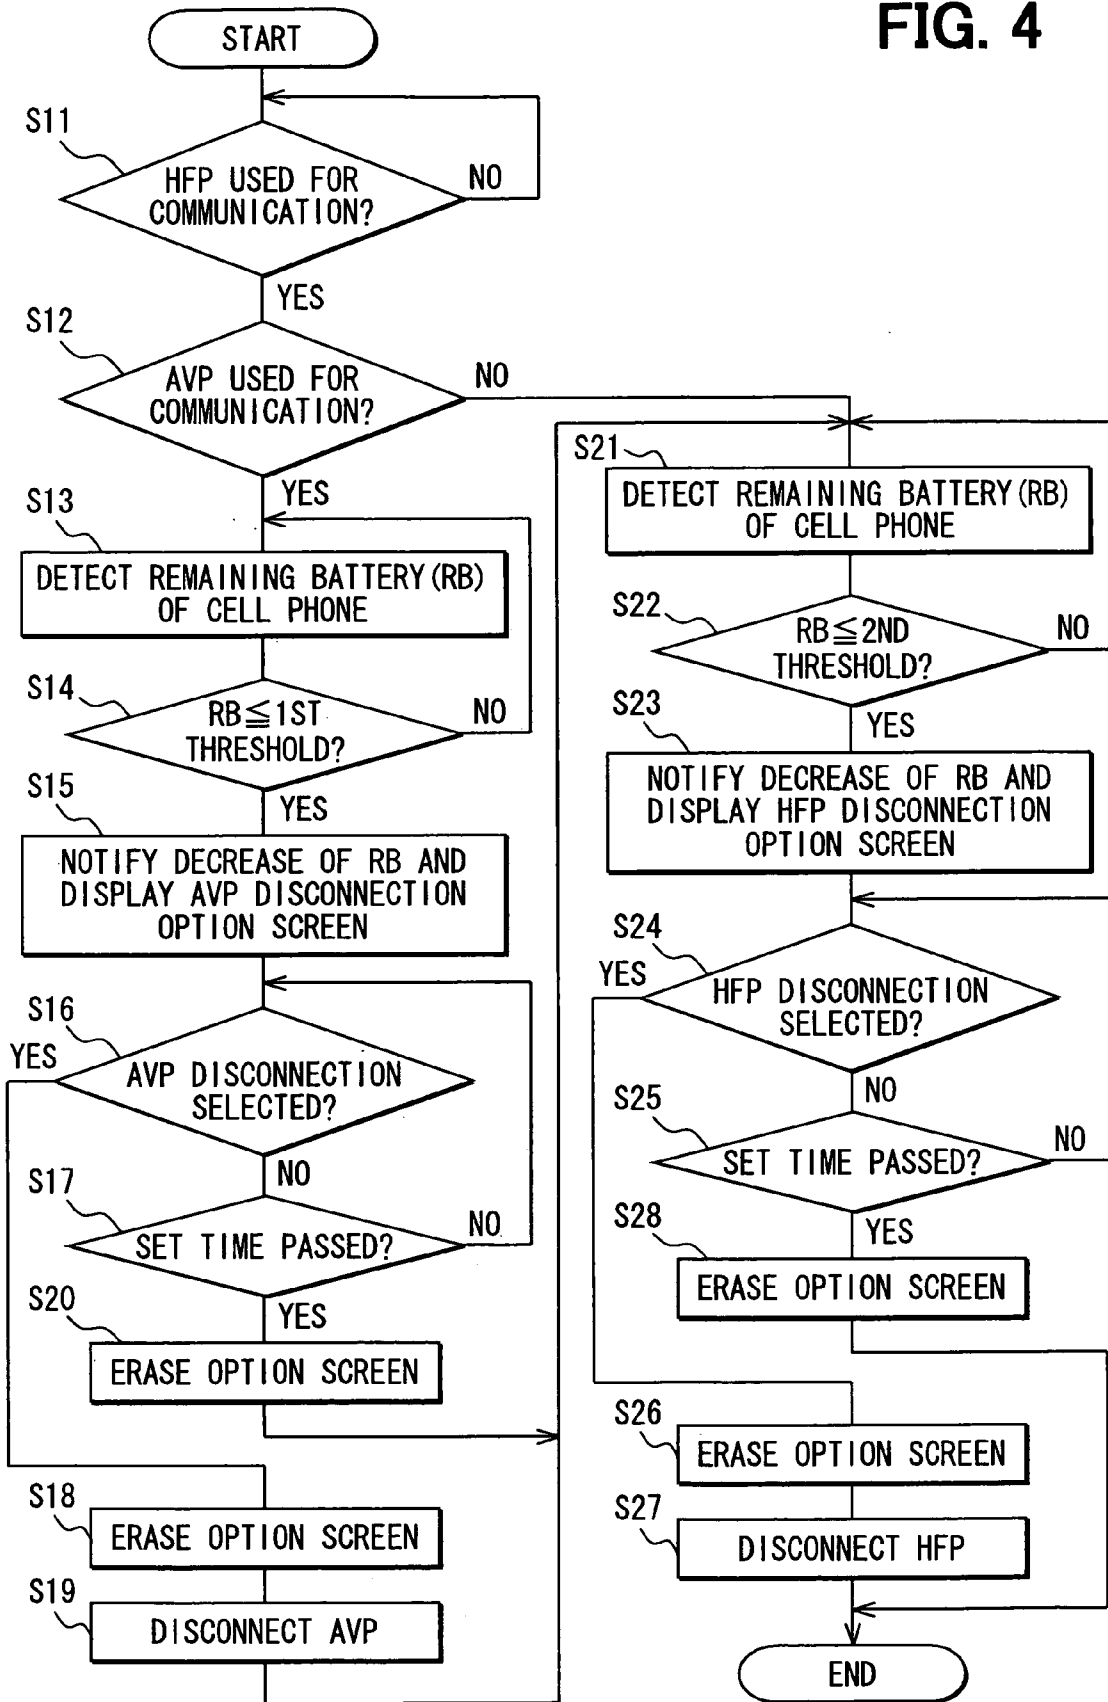 FIG. 4
START
S11
HFP USED FOR
COMMUNICATION?
NO
YES
S12
AVP USED FOR
COMMUNICATION?
NO
YES
S13
DETECT REMAINING BATTERY(RB)
OF CELL PHONE
S14
RB≦1ST
THRESHOLD?
NO
YES
S15
NOTIFY DECREASE OF RB AND
DISPLAY AVP DISCONNECTION
OPTION SCREEN
S16
YES
AVP DISCONNECTION
SELECTED?
NO
S17
SET TIME PASSED?
NO
YES
S20
ERASE OPTION SCREEN
S18
ERASE OPTION SCREEN
S19
DISCONNECT AVP
S21
DETECT REMAINING BATTERY(RB)
OF CELL PHONE
S22
RB≦2ND
THRESHOLD?
NO
YES
S23
NOTIFY DECREASE OF RB AND
DISPLAY HFP DISCONNECTION
OPTION SCREEN
S24
YES
HFP DISCONNECTION
SELECTED?
NO
S25
SET TIME PASSED?
NO
YES
S28
ERASE OPTION SCREEN
S26
ERASE OPTION SCREEN
S27
DISCONNECT HFP
END